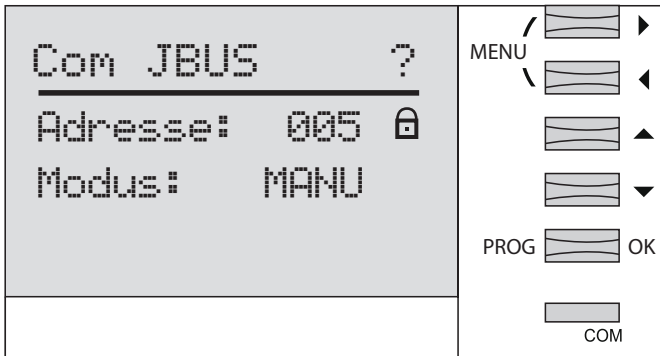 Com JBUS ?
Adresse: 005
Modus: MANU
MENU
PROG OK
COM